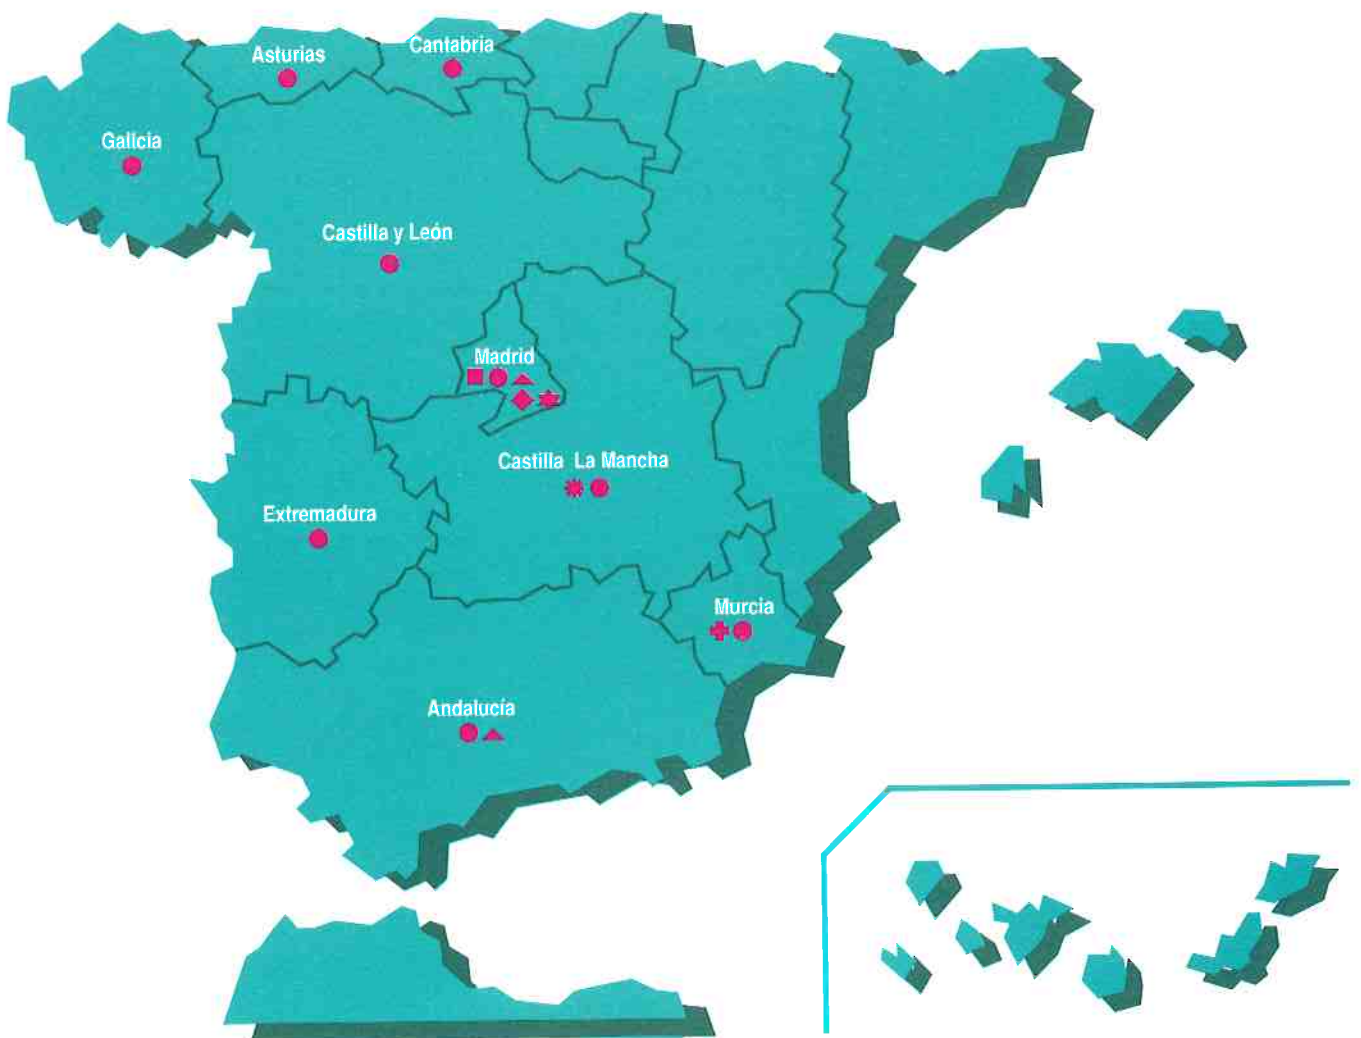 Asturias
Cantabria
Galicia
Castilla y León
Madrid
Castilla La Mancha
Extremadura
Murcia
Andalucía